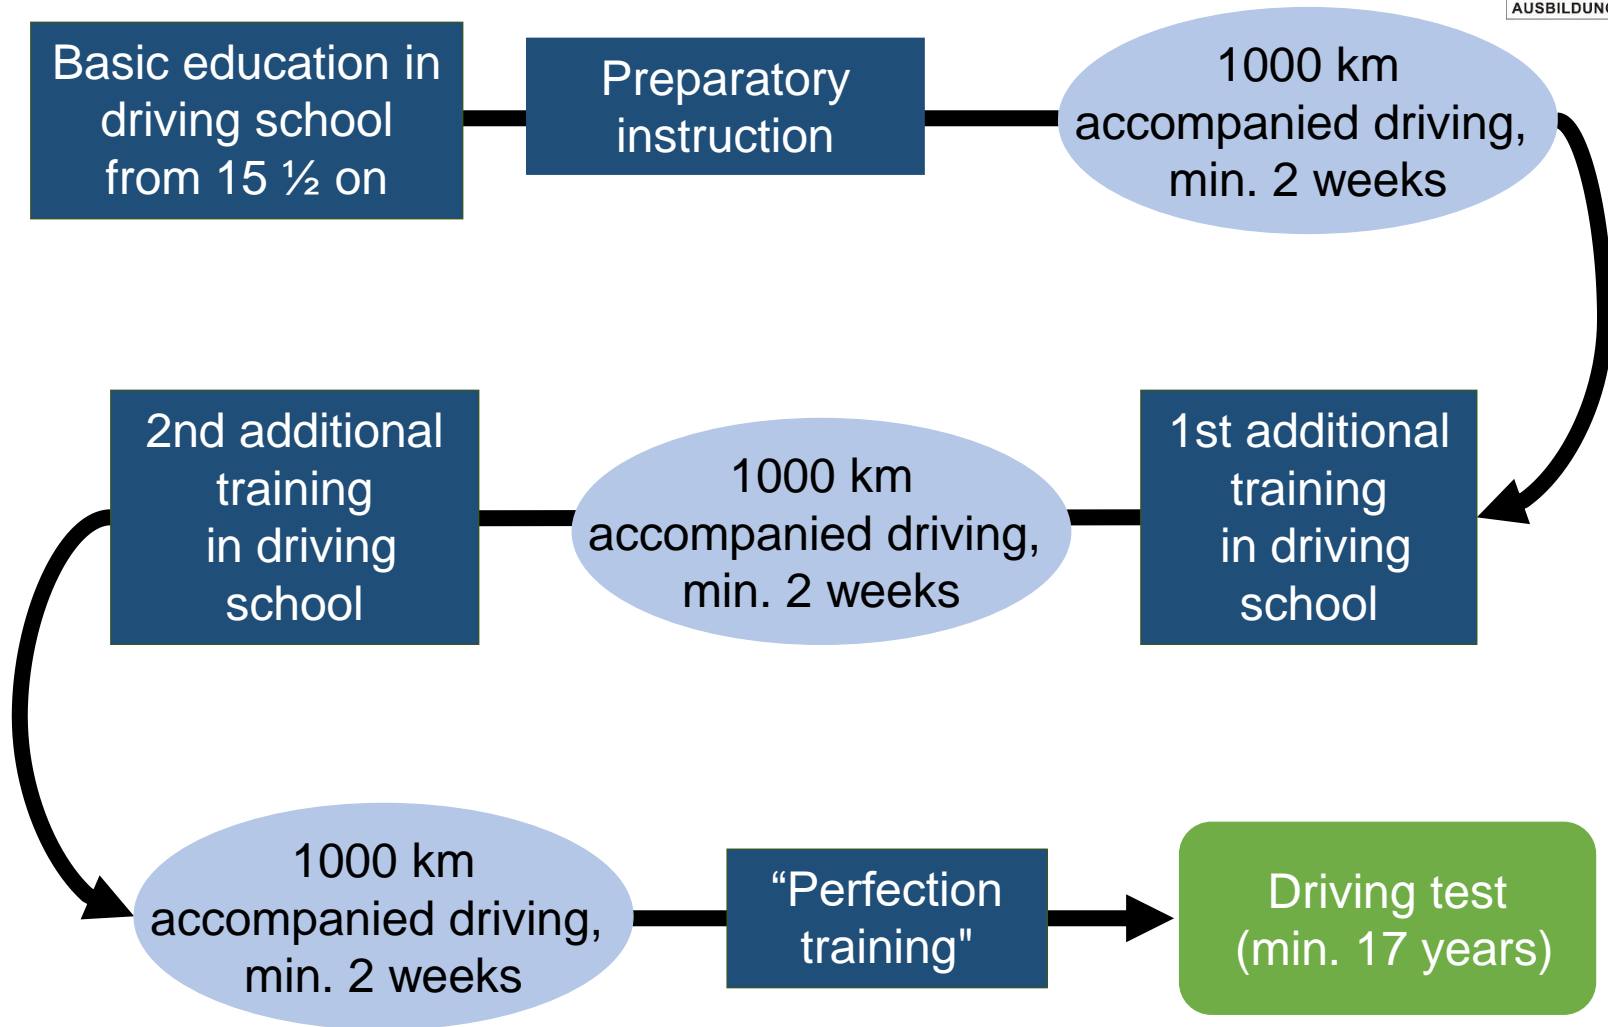 AUSBILDUNG
Basic education in
driving school
from 15 ½ on
Preparatory
instruction
1000 km
accompanied driving,
min. 2 weeks
1st additional
training
in driving
school
1000 km
accompanied driving,
min. 2 weeks
2nd additional
training
in driving
school
1000 km
accompanied driving,
min. 2 weeks
“Perfection
training"
Driving test
(min. 17 years)